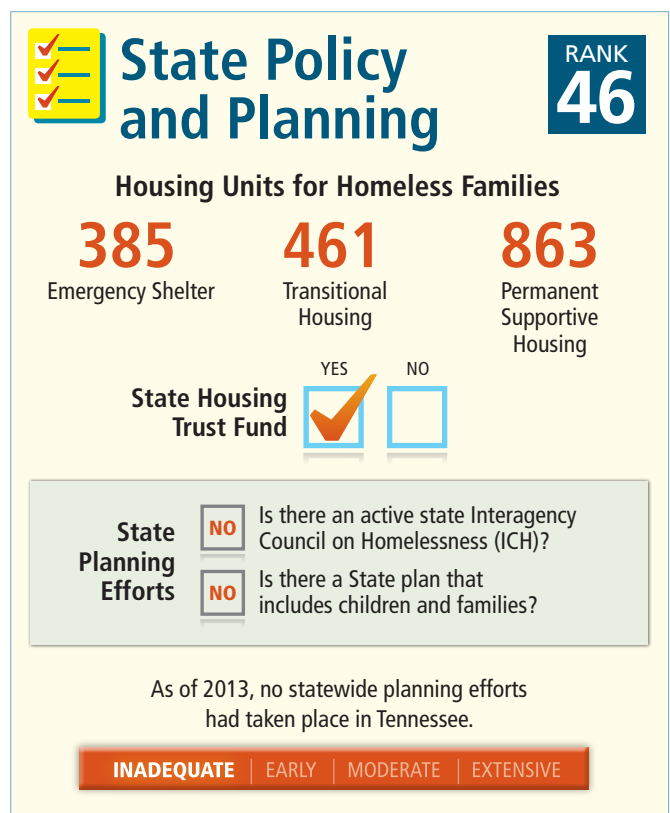 State Policy
and Planning
RANK
46
Housing Units for Homeless Families
385
Emergency Shelter
461
Transitional
Housing
863
Permanent
Supportive
Housing
YES
NO
State Housing
Trust Fund
State
Planning
Efforts
NO
Is there an active state Interagency
Council on Homelessness (ICH)?
NO
Is there a State plan that
includes children and families?
As of 2013, no statewide planning efforts
had taken place in Tennessee.
INADEQUATE | EARLY | MODERATE | EXTENSIVE